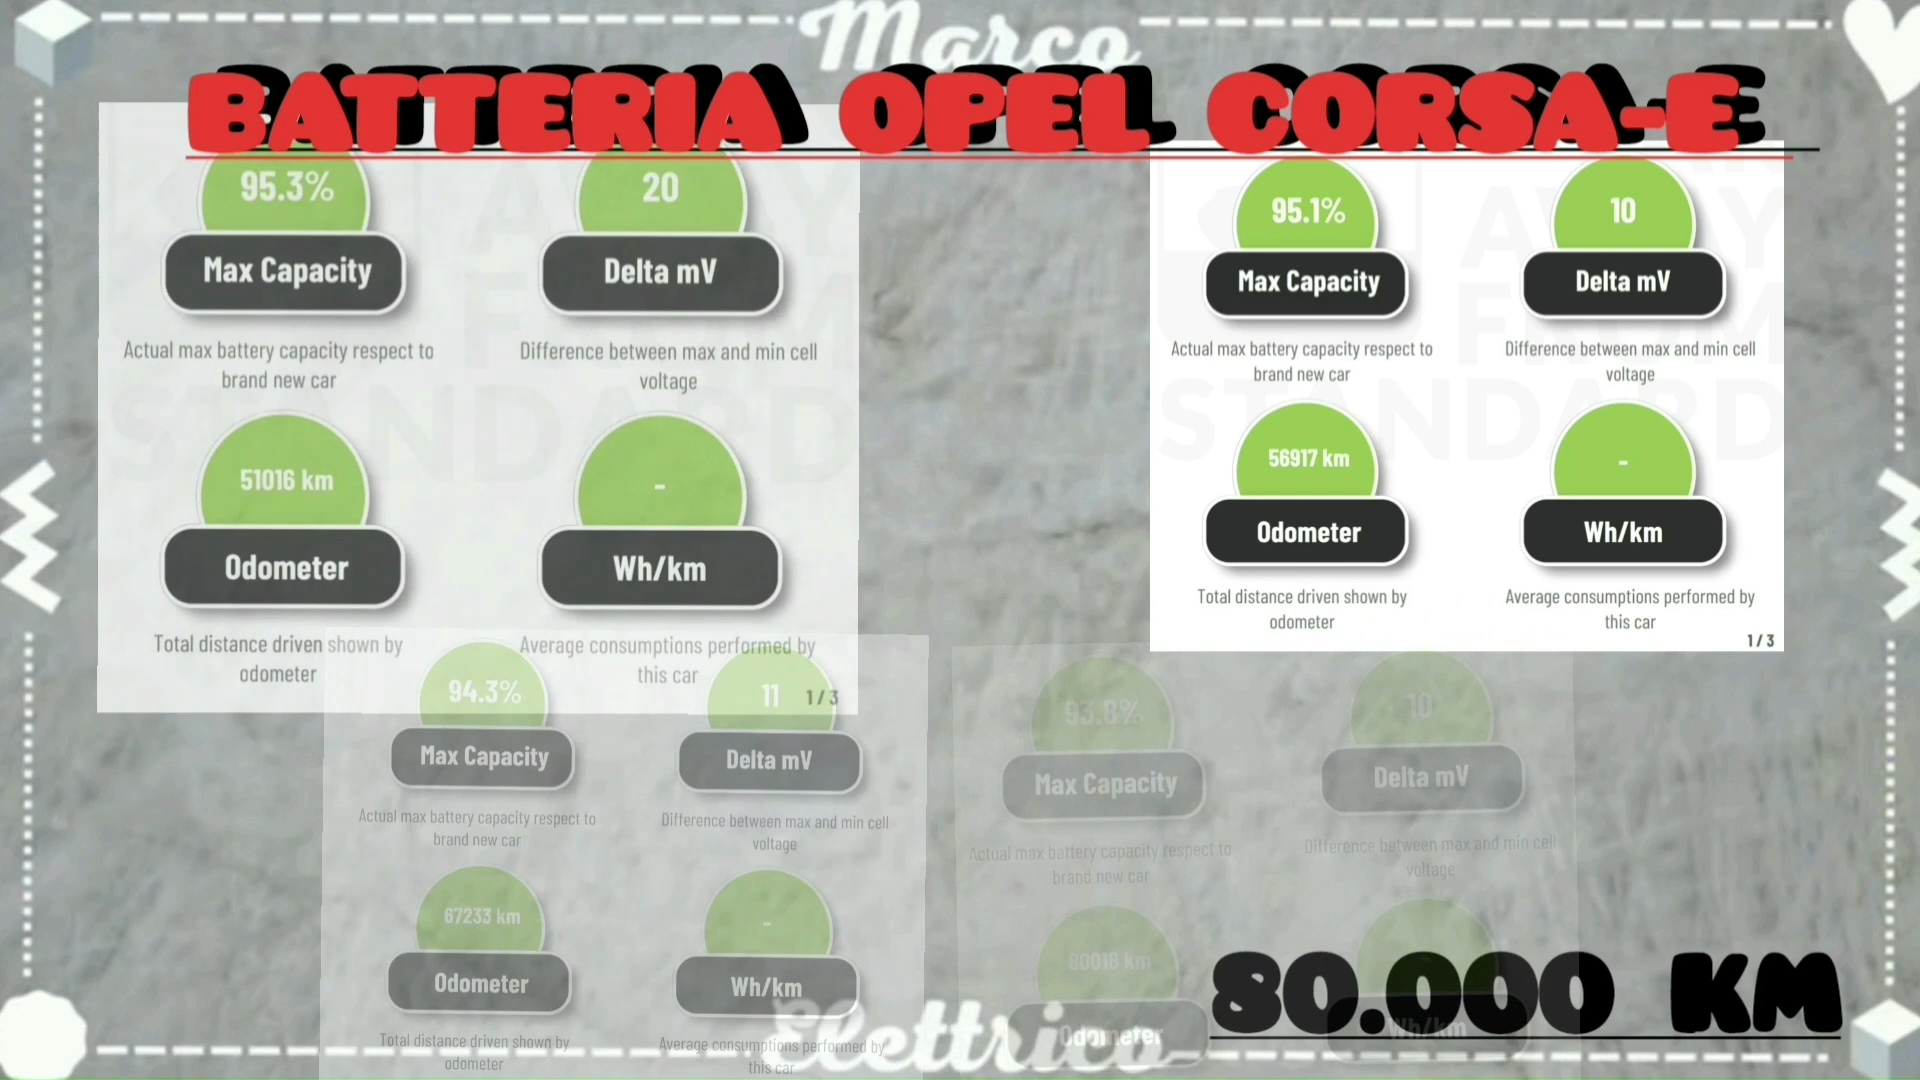 Marco
BATTERIA OPEL CORSA-E
95.3%
Max Capacity
Actual max battery capacity respect to
brand new car
20
Delta mV
Difference between max and min cell
voltage
51016 km
Odometer
Total distance driven shown by
odometer
-
Wh/km
Average consumptions performed by
this car
1/3
95.1%
Max Capacity
Actual max battery capacity respect to
brand new car
10
Delta mV
Difference between max and min cell
voltage
56917 km
Odometer
Total distance driven shown by
odometer
-
Wh/km
Average consumptions performed by
this car
1/3
94.3%
Max Capacity
Actual max battery capacity respect to
brand new car
11
Delta mV
Difference between max and min cell
voltage
67233 km
Odometer
Total distance driven shown by
odometer
-
Wh/km
Average consumptions performed by
this car
93.8%
Max Capacity
Actual max battery capacity respect to
brand new car
10
Delta mV
Difference between max and min cell
voltage
80018 km
Odometer
Wh/km
80.000 KM
Elettrico